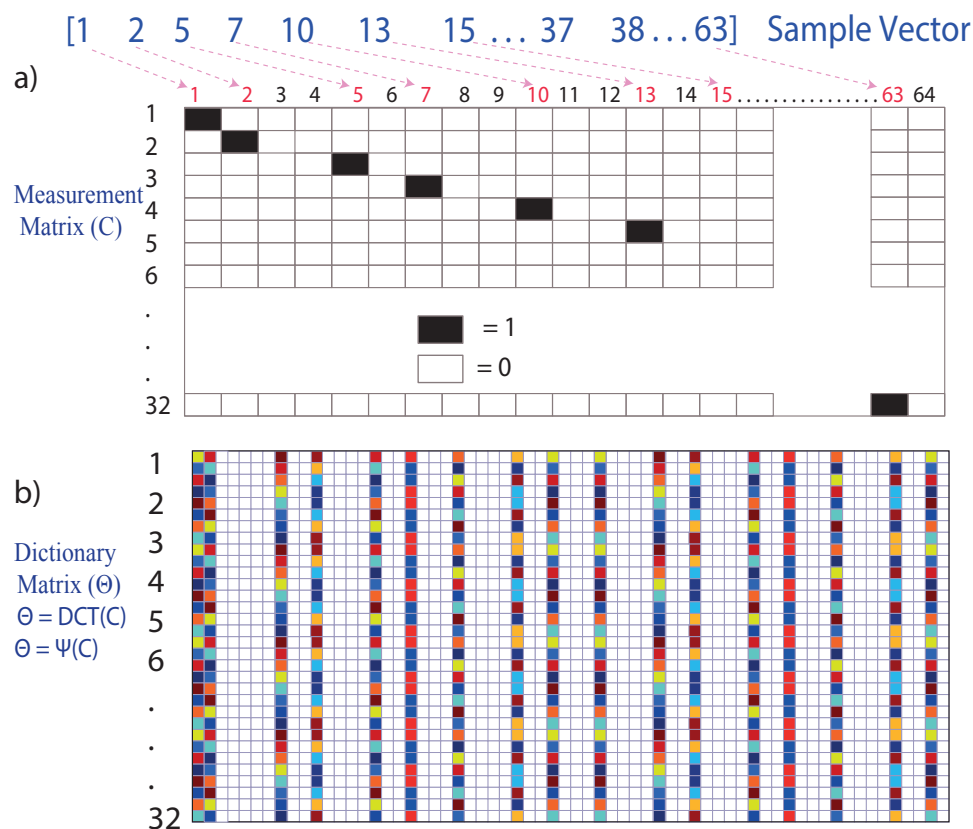 [1 2 5 7 10 13 15 ... 37 38 ... 63] Sample Vector
a)
1 2 3 4 5 6 7 8 9 10 11 12 13 14 15 ................. 63 64
1
2
3
Measurement
Matrix (C)
4
5
6
.
.
.
= 1
= 0
32
b)
1
2
3
Dictionary
Matrix (Θ)
Θ = DCT(C)
Θ = Ψ(C)
4
5
6
.
.
.
32